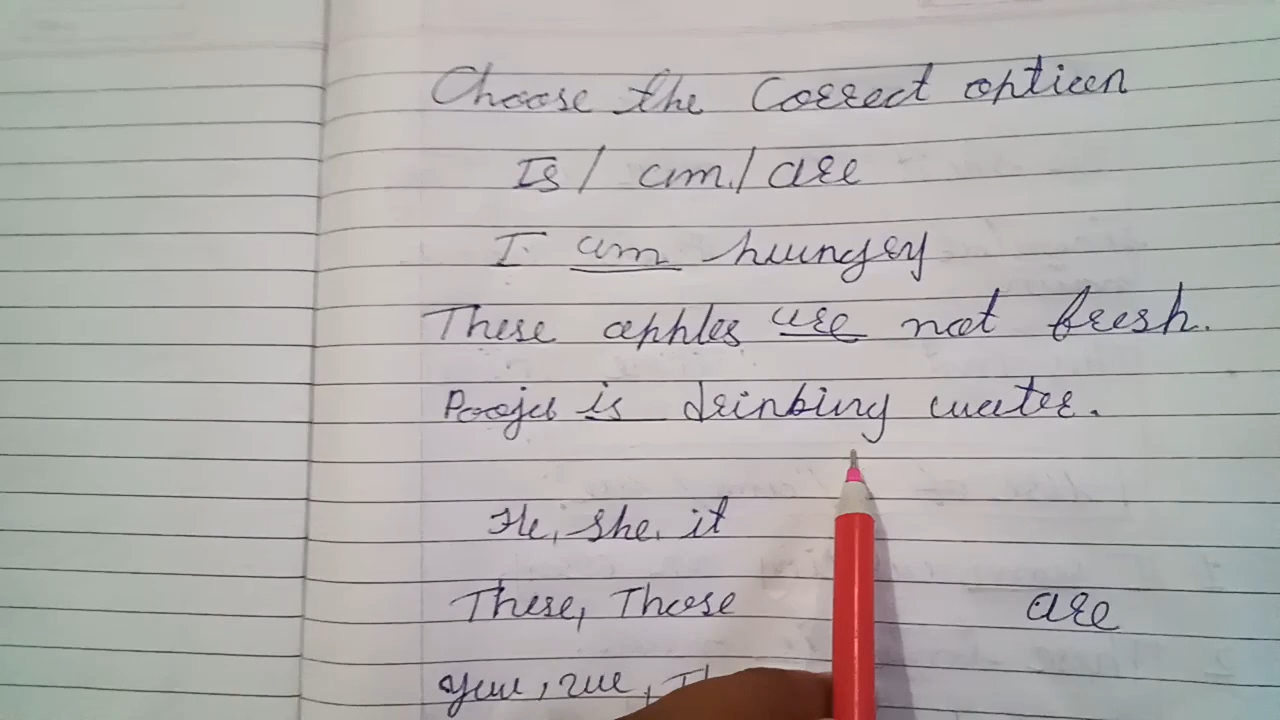 Choose the Correct option
Is / am / are
I am hungry
These apples are not fresh.
Pooja is drinking water.
He, She, it
These, Those are
you, we,